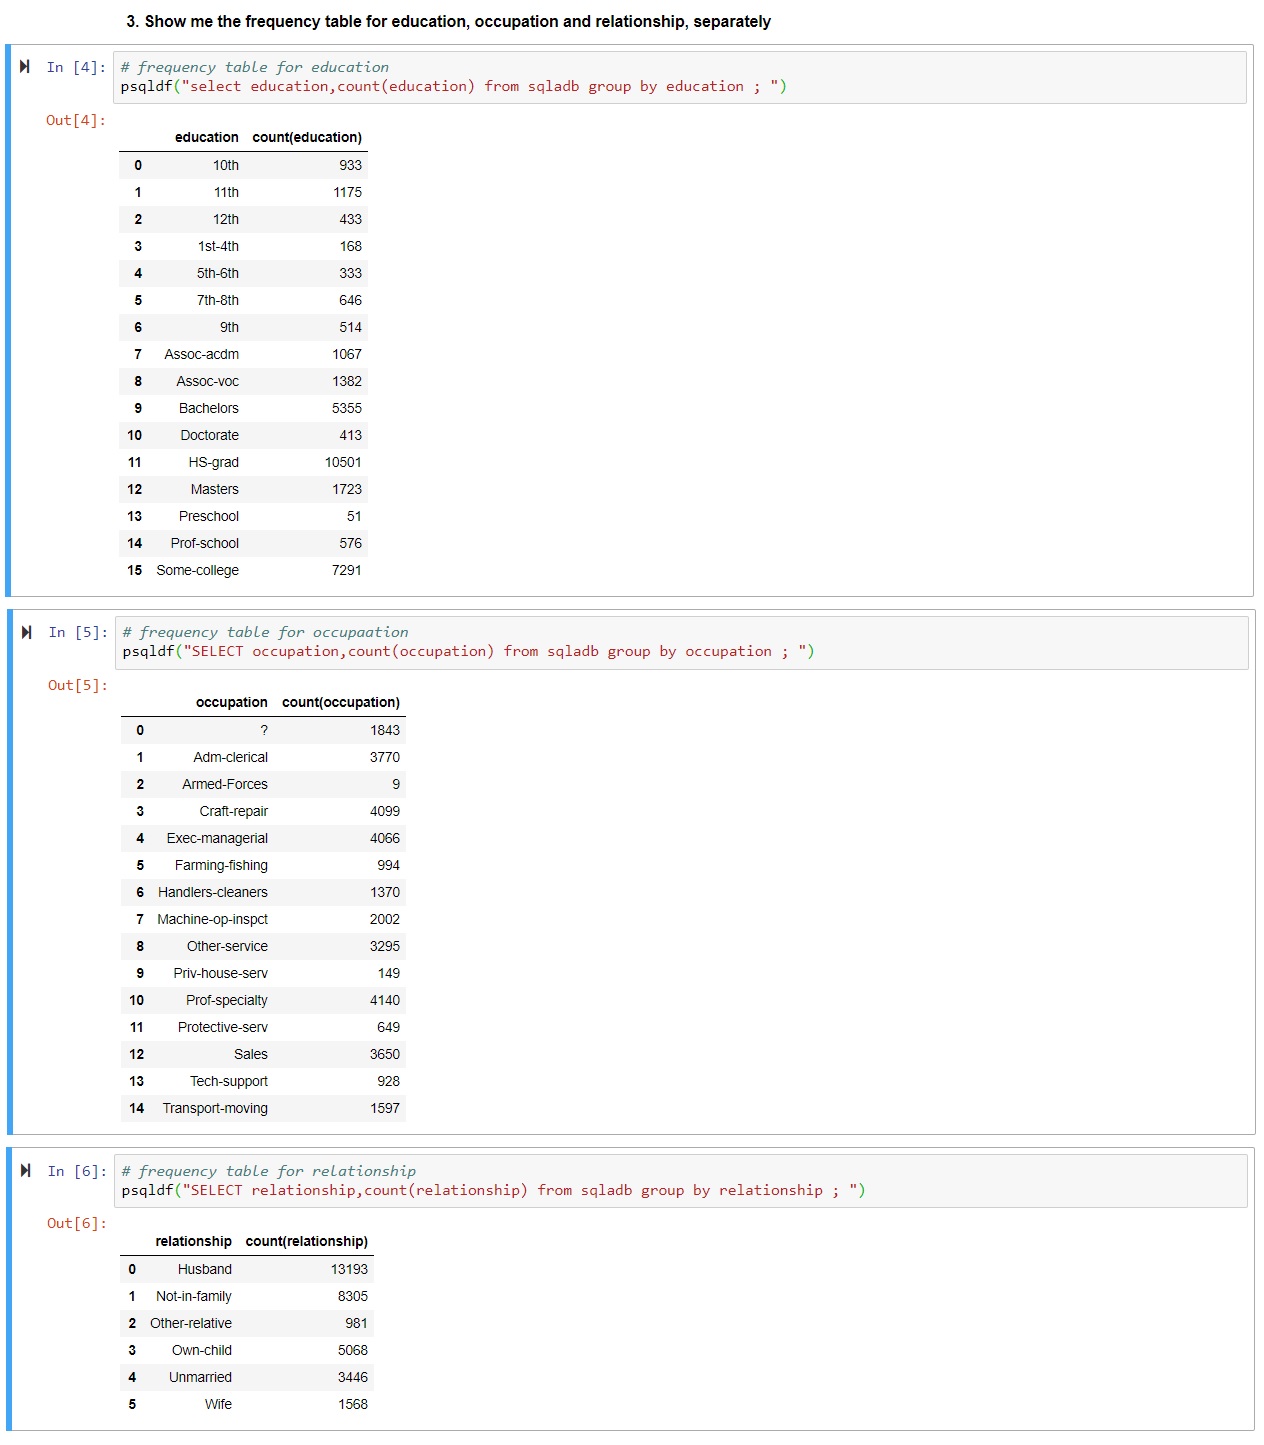 3. Show me the frequency table for education, occupation and relationship, separately
In [4]: # frequency table for education
psqldf("select education,count(education) from sqladb group by education ; ")
Out[4]:
education count(education)
0 10th 933
1 11th 1175
2 12th 433
3 1st-4th 168
4 5th-6th 333
5 7th-8th 646
6 9th 514
7 Assoc-acdm 1067
8 Assoc-voc 1382
9 Bachelors 5355
10 Doctorate 413
11 HS-grad 10501
12 Masters 1723
13 Preschool 51
14 Prof-school 576
15 Some-college 7291
In [5]: # frequency table for occupaation
psqldf("SELECT occupation,count(occupation) from sqladb group by occupation ; ")
Out[5]:
occupation count(occupation)
0 ? 1843
1 Adm-clerical 3770
2 Armed-Forces 9
3 Craft-repair 4099
4 Exec-managerial 4066
5 Farming-fishing 994
6 Handlers-cleaners 1370
7 Machine-op-inspct 2002
8 Other-service 3295
9 Priv-house-serv 149
10 Prof-specialty 4140
11 Protective-serv 649
12 Sales 3650
13 Tech-support 928
14 Transport-moving 1597
In [6]: # frequency table for relationship
psqldf("SELECT relationship,count(relationship) from sqladb group by relationship ; ")
Out[6]:
relationship count(relationship)
0 Husband 13193
1 Not-in-family 8305
2 Other-relative 981
3 Own-child 5068
4 Unmarried 3446
5 Wife 1568